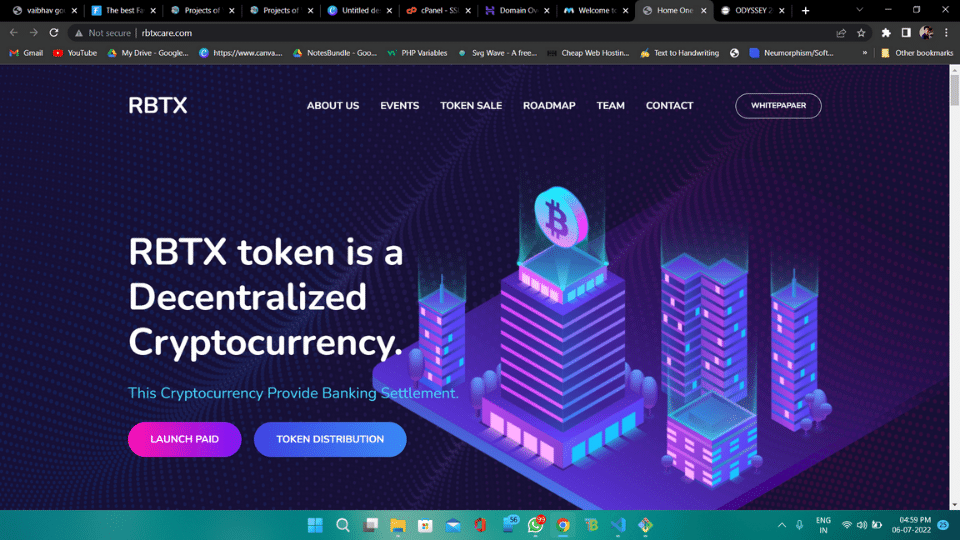 vaibhav go
The best Fa
Projects of
Projects of
Untitled de
cPanel - SS
Domain Ov
Welcome to
Home One
ODYSSEY 2
Not secure | rbtxcare.com
Gmail
YouTube
My Drive - Google...
https://www.canva....
NotesBundle - Goo...
PHP Variables
Svg Wave - A free...
Cheap Web Hostin...
Text to Handwriting
Neumorphism/Soft...
»
Other bookmarks
RBTX
ABOUT US
EVENTS
TOKEN SALE
ROADMAP
TEAM
CONTACT
WHITEPAPAER
RBTX token is a
Decentralized
Cryptocurrency.
This Cryptocurrency Provide Banking Settlement.
LAUNCH PAID
TOKEN DISTRIBUTION
56
99
ENG
IN
04:59 PM
06-07-2022